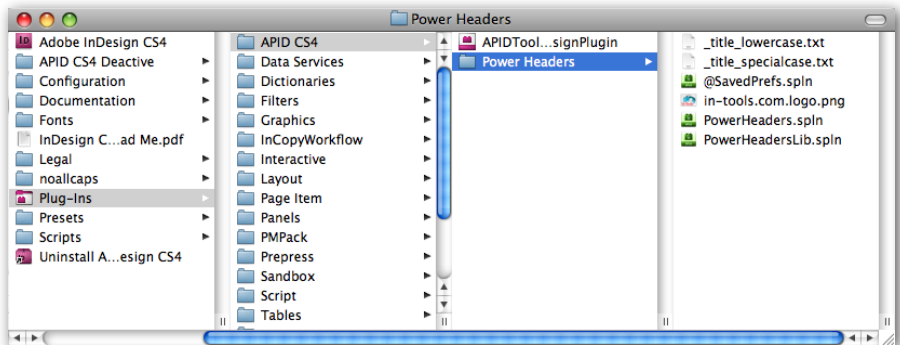 Power Headers
Adobe InDesign CS4
APID CS4 Deactive
Configuration
Documentation
Fonts
InDesign C...ad Me.pdf
Legal
noallcaps
Plug-Ins
Presets
Scripts
Uninstall A...esign CS4
APID CS4
Data Services
Dictionaries
Filters
Graphics
InCopyWorkflow
Interactive
Layout
Page Item
Panels
PMPack
Prepress
Sandbox
Script
Tables
APIDTool...signPlugin
Power Headers
_title_lowercase.txt
_title_specialcase.txt
@SavedPrefs.spln
in-tools.com.logo.png
PowerHeaders.spln
PowerHeadersLib.spln